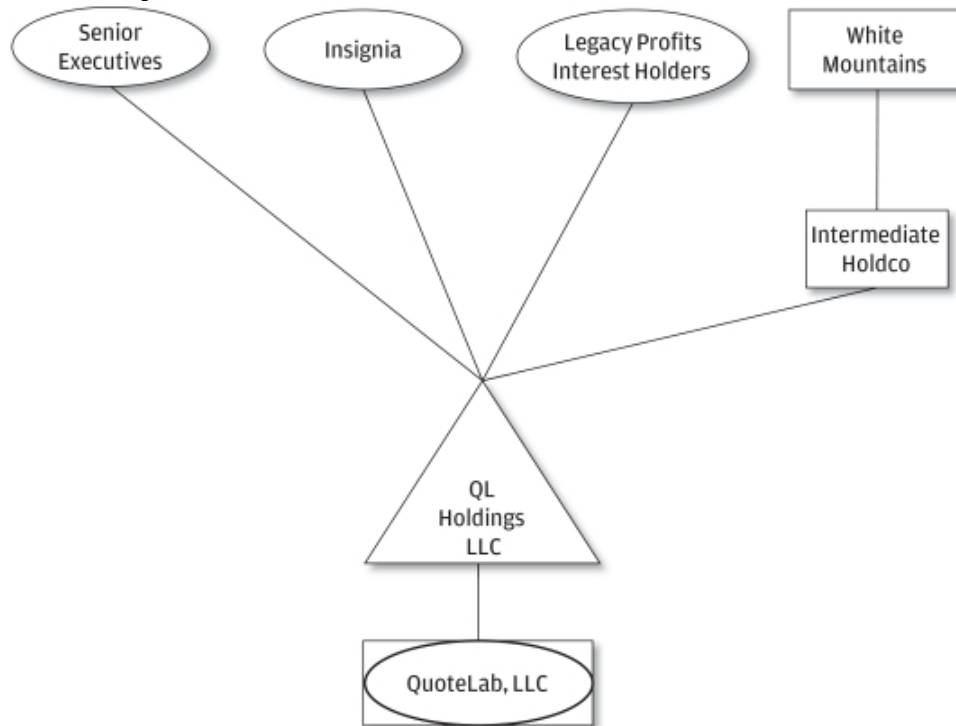 Senior
Executives
Insignia
Legacy Profits
Interest Holders
White
Mountains
Intermediate
Holdco
QL
Holdings
LLC
QuoteLab, LLC